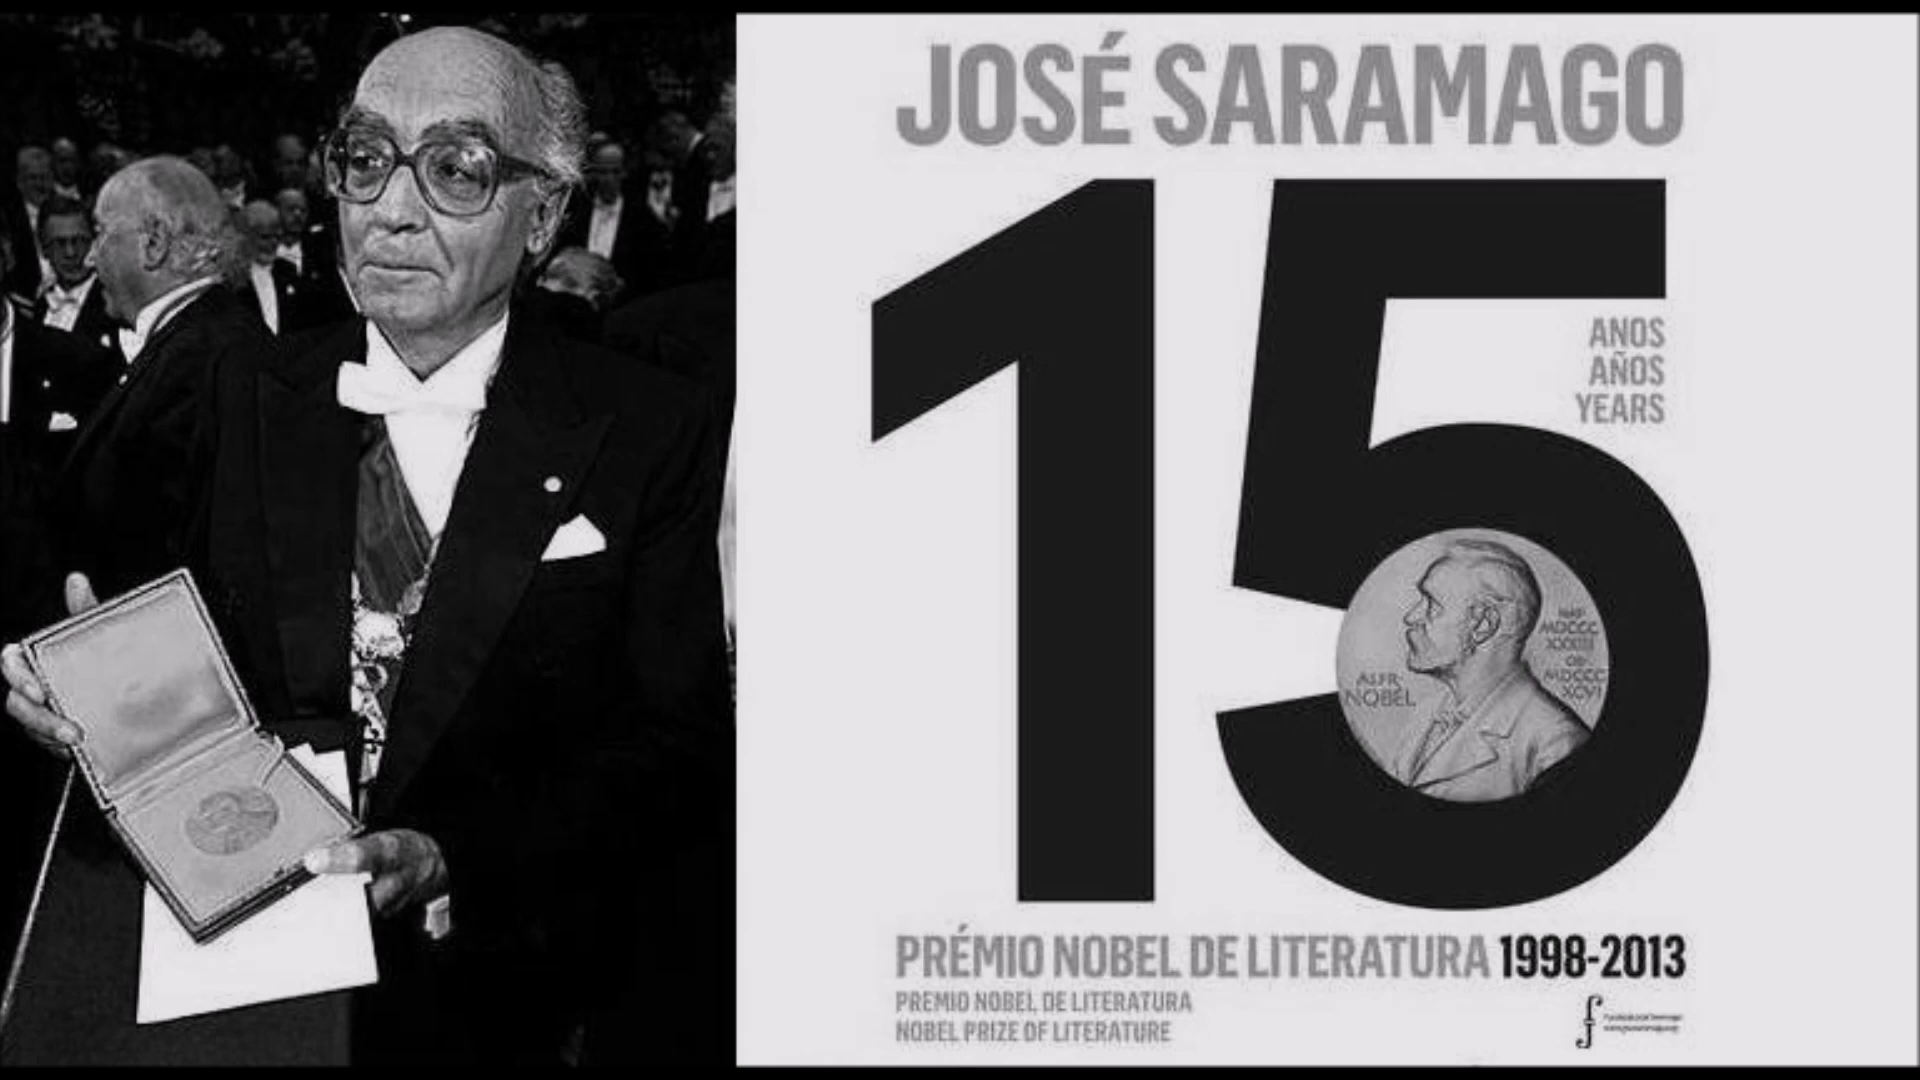 JOSÉ SARAMAGO
15
ANOS
AÑOS
YEARS
ALFR
NOBEL
NAT
MDCCC
XXXIII
OB
MDCCC
XCVI
PRÉMIO NOBEL DE LITERATURA 1998-2013
PREMIO NOBEL DE LITERATURA
NOBEL PRIZE OF LITERATURE